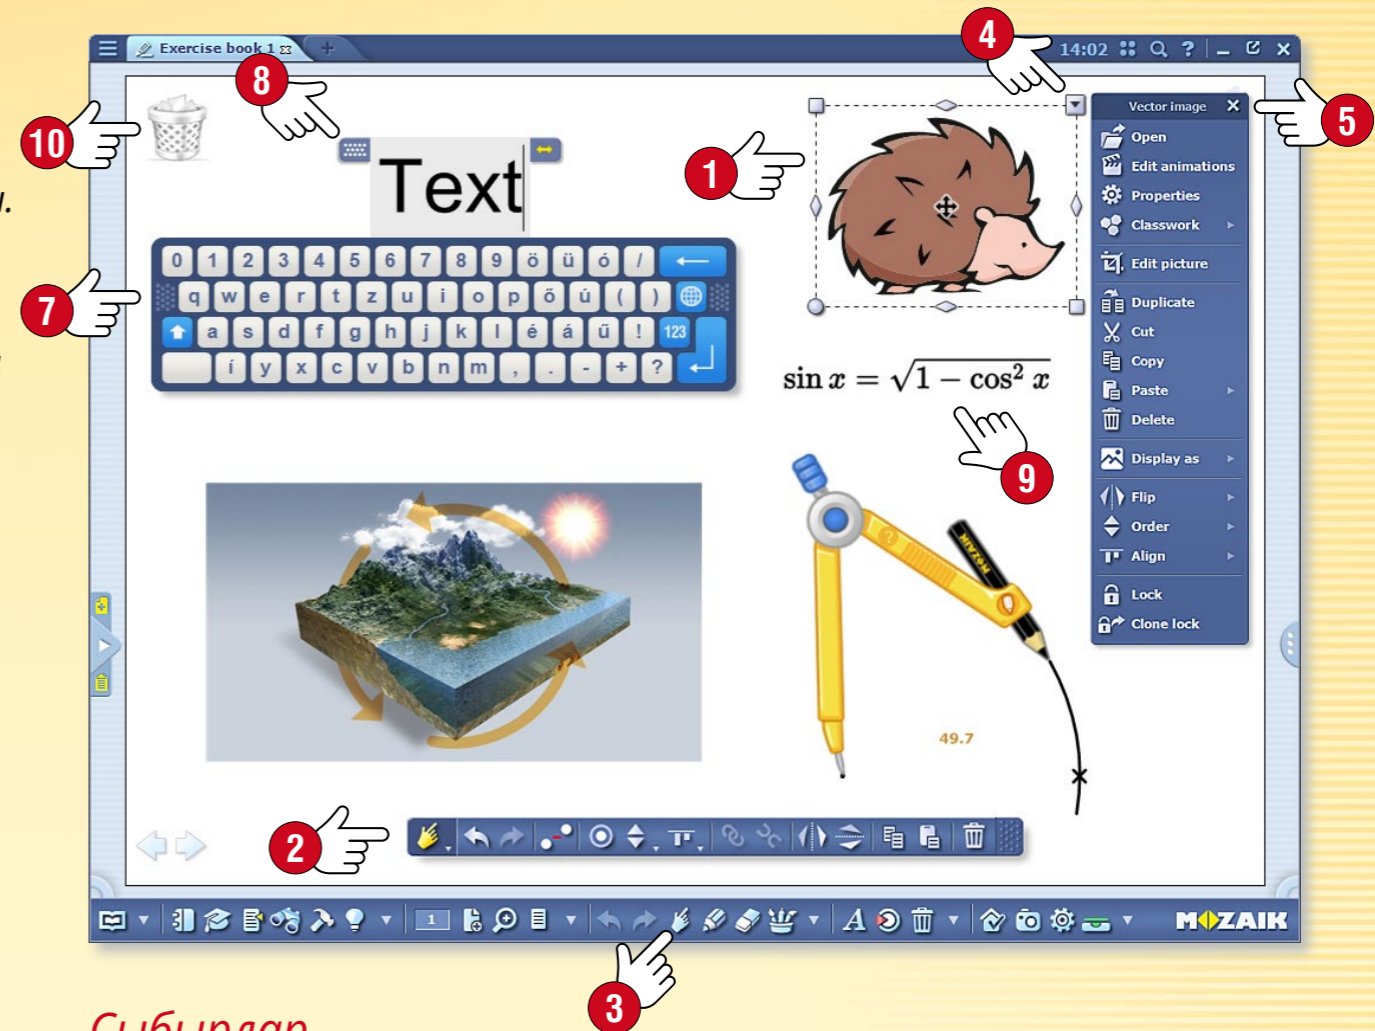 4
Exercise book 1
14:02
8
Vector image
5
10
Open
Text
1
Edit animations
Properties
Classwork
0 1 2 3 4 5 6 7 8 9 ö ü ó /
Edit picture
7
q w e r t z u i o p ő ú ( )
Duplicate
a s d f g h j k l é á ű ! 123
Cut
í y x c v b n m , . - + ?
Copy
sin x = √1 − cos² x
Paste
Delete
9
Display as
Flip
Order
MOZAIK
Align
Lock
Clone lock
49.7
2
1
A
MOZAIK
3
Сыбырлар